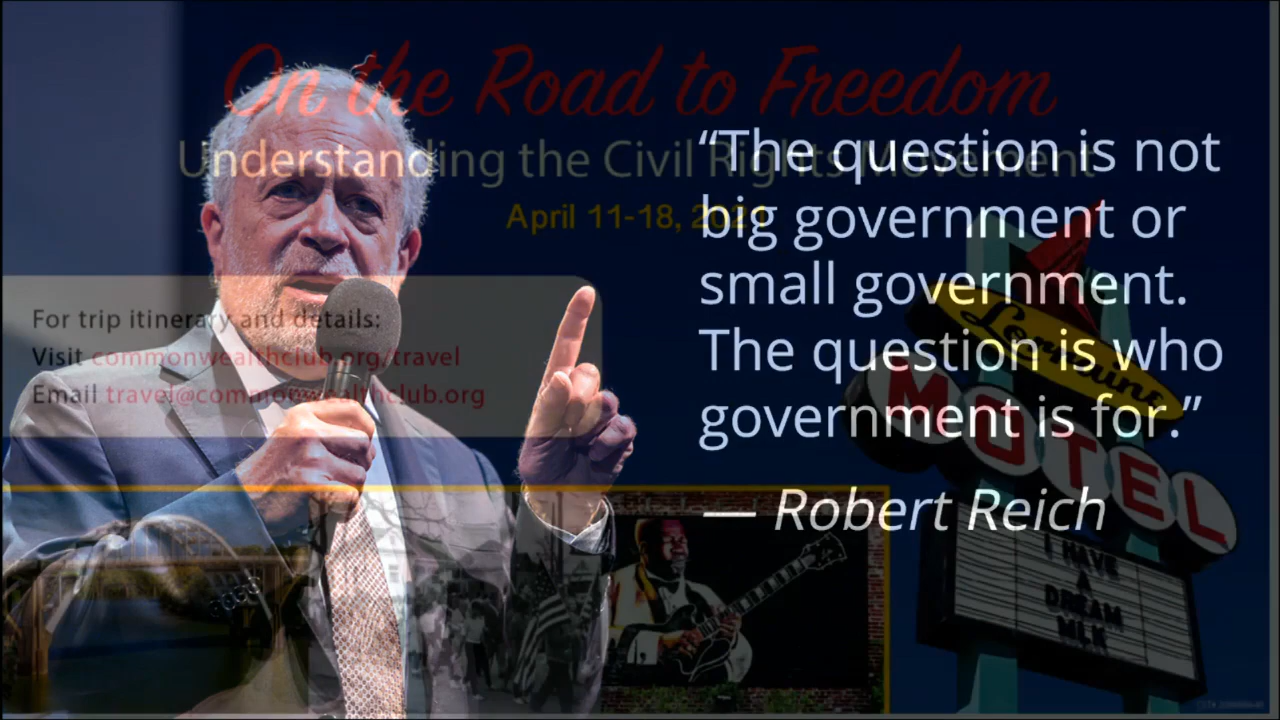 On the Road to Freedom
Understanding the Civil Rights Movement
April 11-18,
“The question is not
big government or
small government.
The question is who
government is for.”
— Robert Reich
For trip itinerary and details:
Visit commonwealthclub.org/travel
Email travel@commonwealthclub.org
Lorraine
MOTEL
I HAVE
A
DREAM
MLK